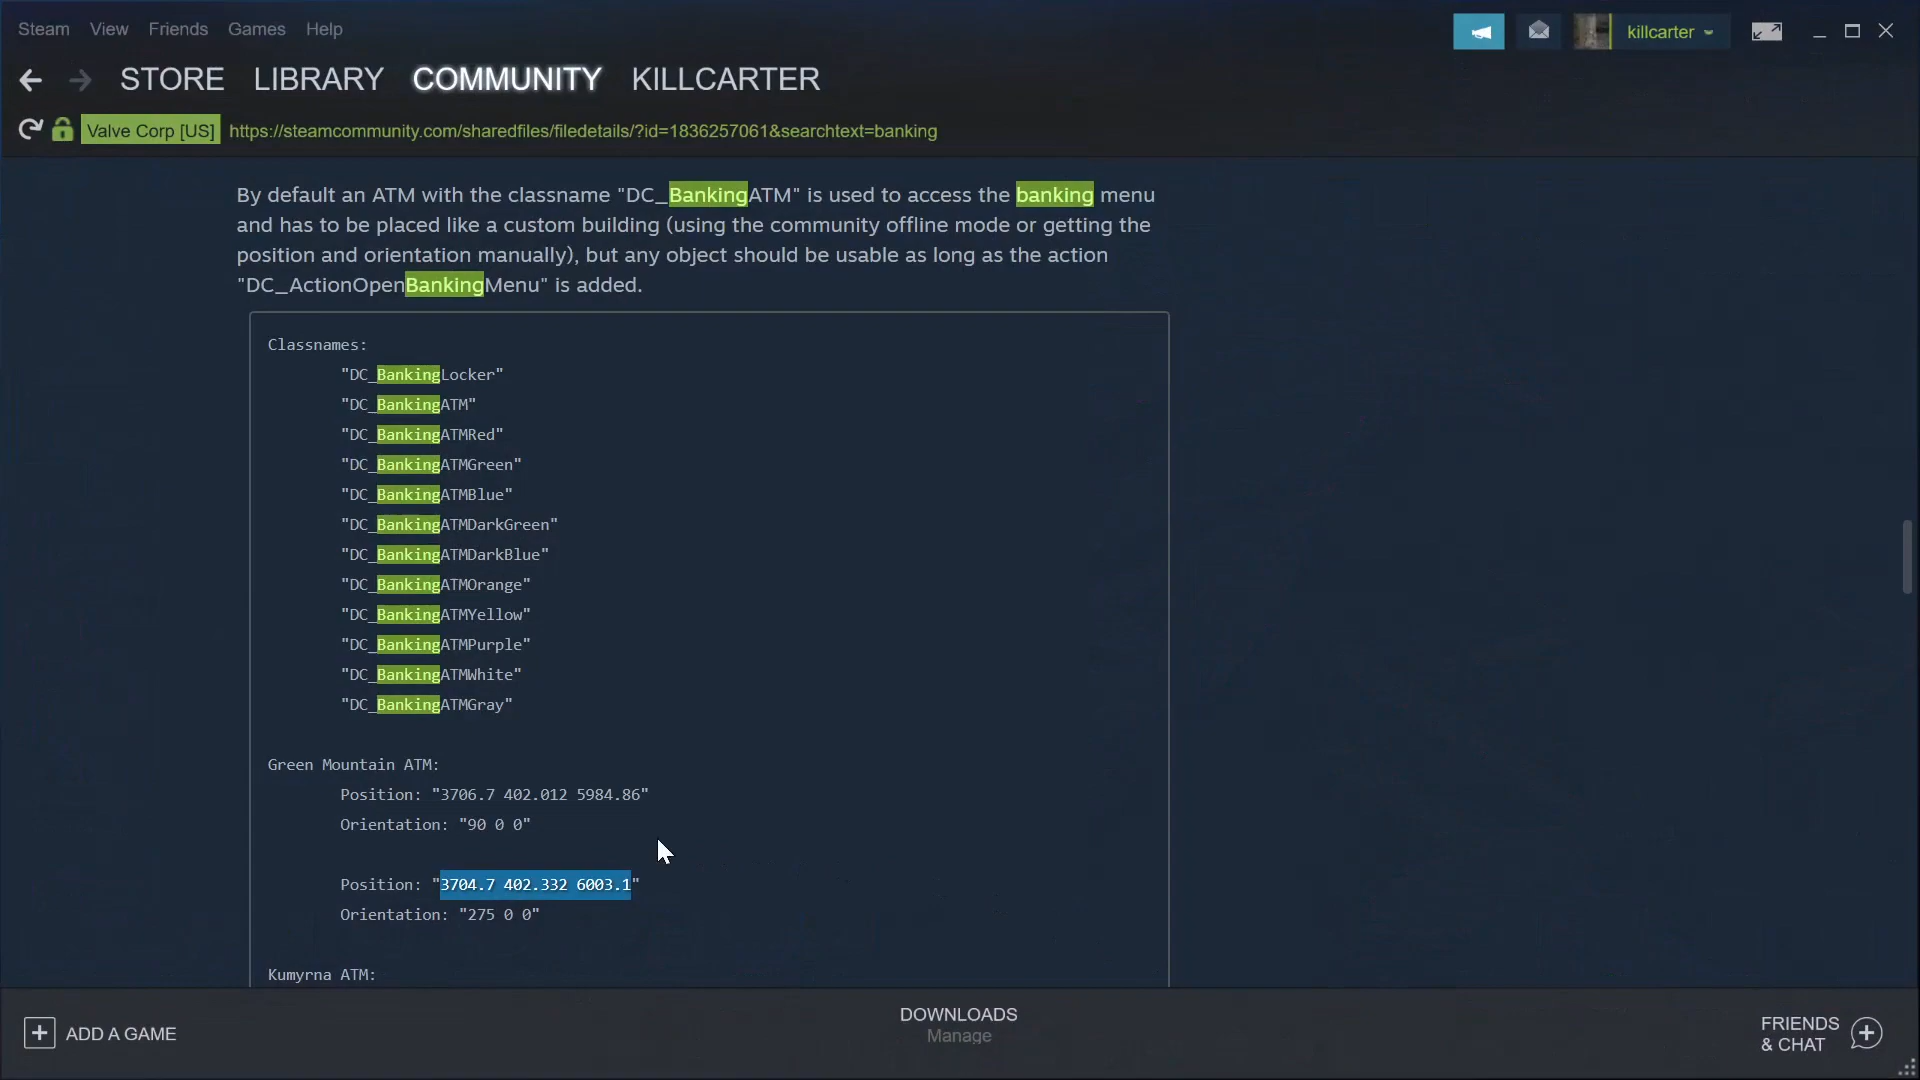 Steam View Friends Games Help
killcarter
STORE LIBRARY COMMUNITY KILLCARTER
Valve Corp [US] https://steamcommunity.com/sharedfiles/filedetails/?id=1836257061&searchtext=banking
By default an ATM with the classname "DC_BankingATM" is used to access the banking menu
and has to be placed like a custom building (using the community offline mode or getting the
position and orientation manually), but any object should be usable as long as the action
"DC_ActionOpenBankingMenu" is added.
Classnames:
"DC_BankingLocker"
"DC_BankingATM"
"DC_BankingATMRed"
"DC_BankingATMGreen"
"DC_BankingATMBlue"
"DC_BankingATMDarkGreen"
"DC_BankingATMDarkBlue"
"DC_BankingATMOrange"
"DC_BankingATMYellow"
"DC_BankingATMPurple"
"DC_BankingATMWhite"
"DC_BankingATMGray"
Green Mountain ATM:
Position: "3706.7 402.012 5984.86"
Orientation: "90 0 0"
Position: "3704.7 402.332 6003.1"
Orientation: "275 0 0"
Kumyrna ATM:
ADD A GAME
DOWNLOADS
Manage
FRIENDS
& CHAT